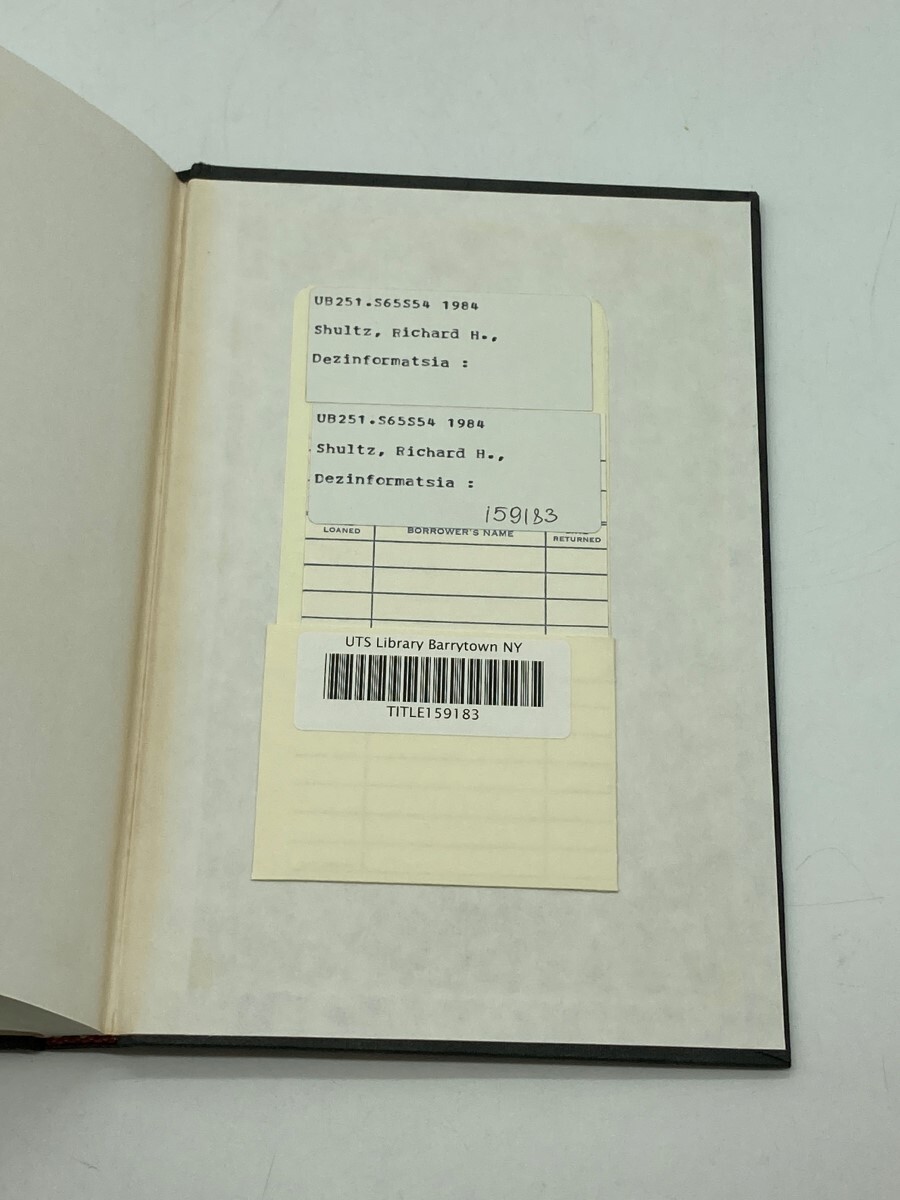 UB251.S65S54 1984
Shultz, Richard H.,
Dezinformatsia :
UB251.S65S54 1984
Shultz, Richard H.,
Dezinformatsia :
159183
LOANED BORROWER'S NAME RETURNED
UTS Library Barrytown NY
TITLE159183